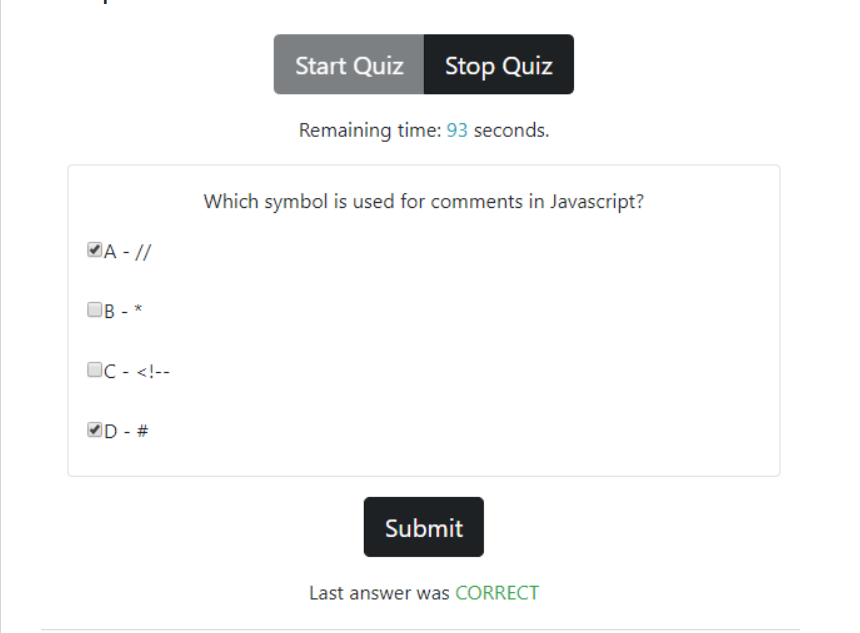 Start Quiz Stop Quiz
Remaining time: 93 seconds.
Which symbol is used for comments in Javascript?
A - //
B - *
C - <!--
D - #
Submit
Last answer was CORRECT